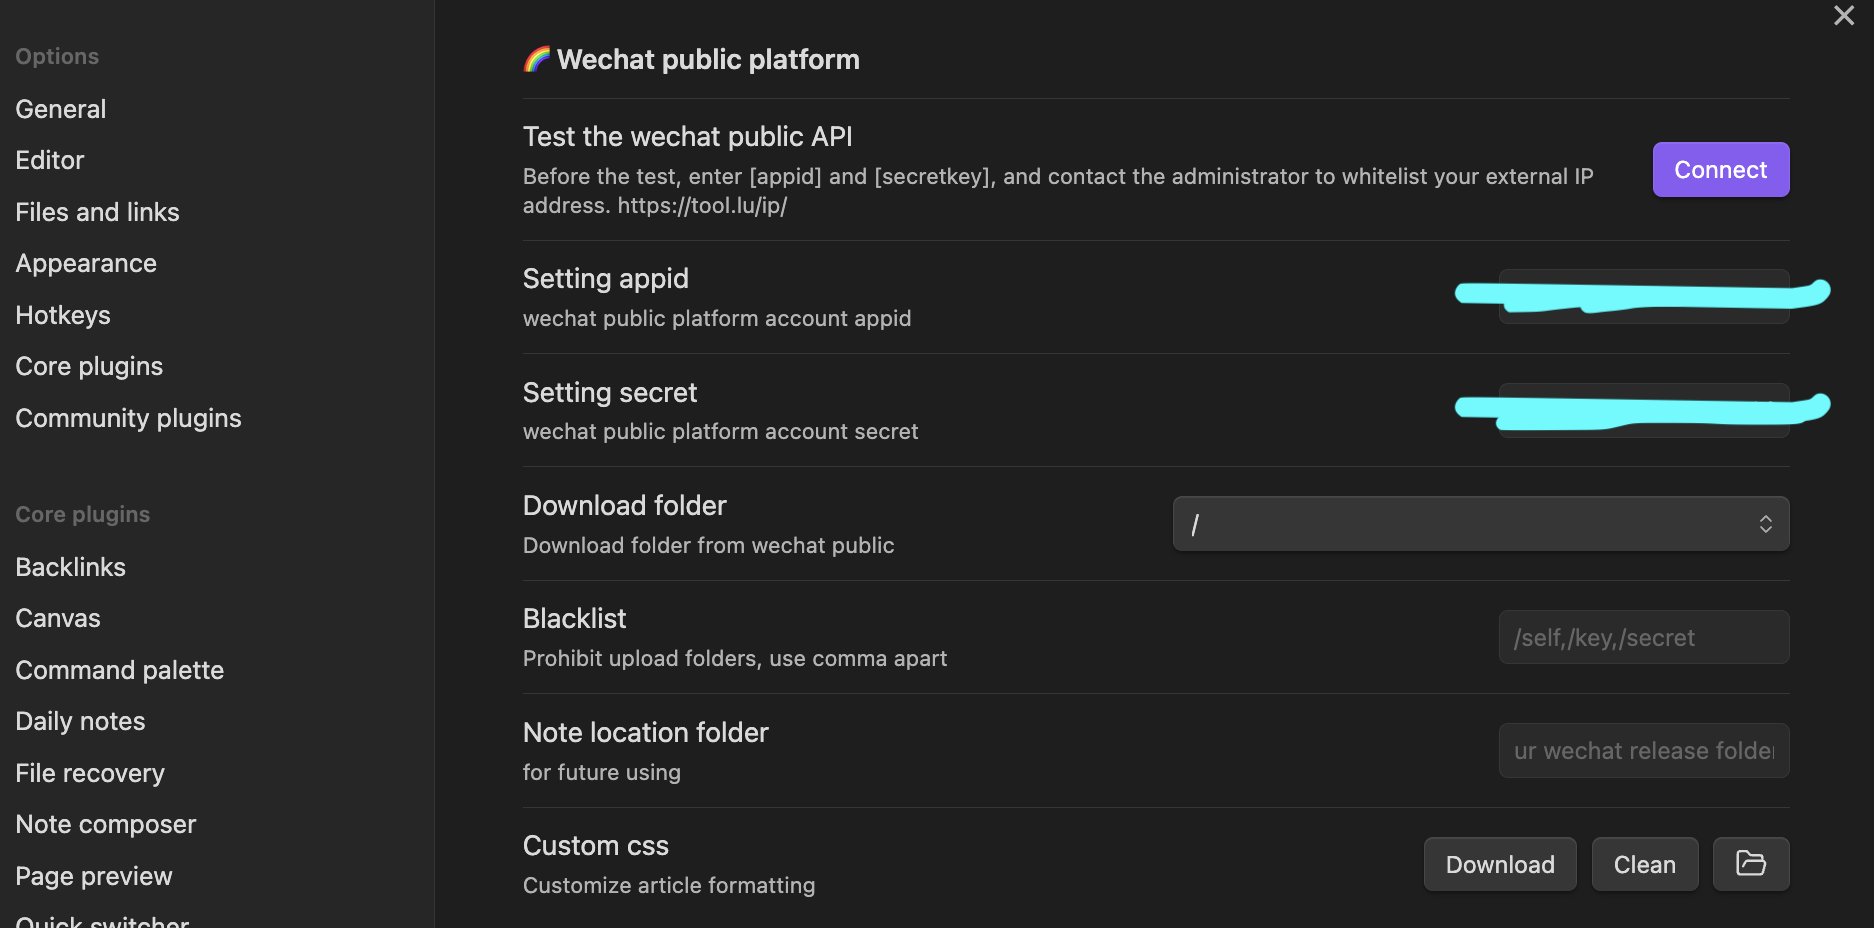 Options
General
Editor
Files and links
Appearance
Hotkeys
Core plugins
Community plugins
Core plugins
Backlinks
Canvas
Command palette
Daily notes
File recovery
Note composer
Page preview
Quick switcher
🌈 Wechat public platform
Test the wechat public API
Before the test, enter [appid] and [secretkey], and contact the administrator to whitelist your external IP
address. https://tool.lu/ip/
Connect
Setting appid
wechat public platform account appid
Setting secret
wechat public platform account secret
Download folder
Download folder from wechat public
/
Blacklist
Prohibit upload folders, use comma apart
/self,/key,/secret
Note location folder
for future using
ur wechat release folder
Custom css
Customize article formatting
Download
Clean